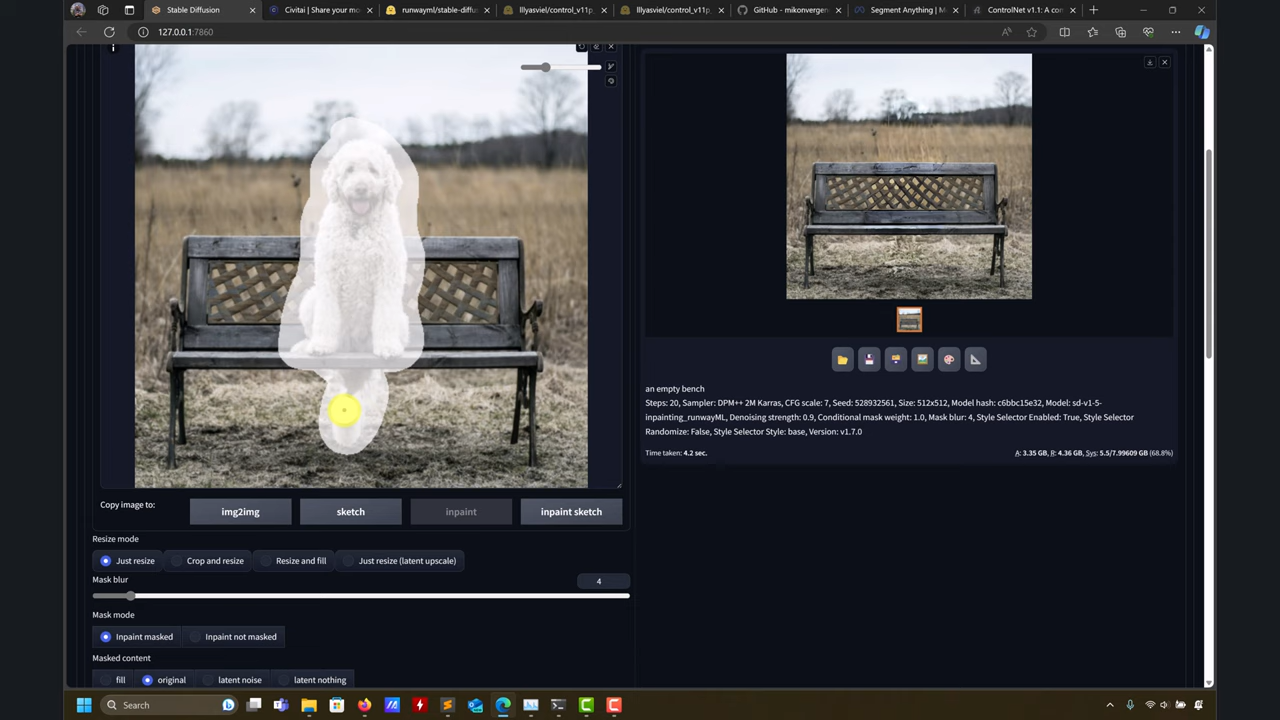 Stable Diffusion
Civitai | Share your mo
runwayml/stable-diffus
lllyasviel/control_v11p_
lllyasviel/control_v11p_
GitHub - mikonvergen
Segment Anything | M
ControlNet v1.1: A con
127.0.0.1:7860
Copy image to:
img2img
sketch
inpaint
inpaint sketch
Resize mode
Just resize
Crop and resize
Resize and fill
Just resize (latent upscale)
Mask blur
4
Mask mode
Inpaint masked
Inpaint not masked
Masked content
fill
original
latent noise
latent nothing
an empty bench
Steps: 20, Sampler: DPM++ 2M Karras, CFG scale: 7, Seed: 528932561, Size: 512x512, Model hash: c6bbc15e32, Model: sd-v1-5-
inpainting_runwayML, Denoising strength: 0.9, Conditional mask weight: 1.0, Mask blur: 4, Style Selector Enabled: True, Style Selector
Randomize: False, Style Selector Style: base, Version: v1.7.0
Time taken: 4.2 sec.
A: 3.35 GB, R: 4.36 GB, Sys: 5.5/7.99609 GB (68.8%)
Search